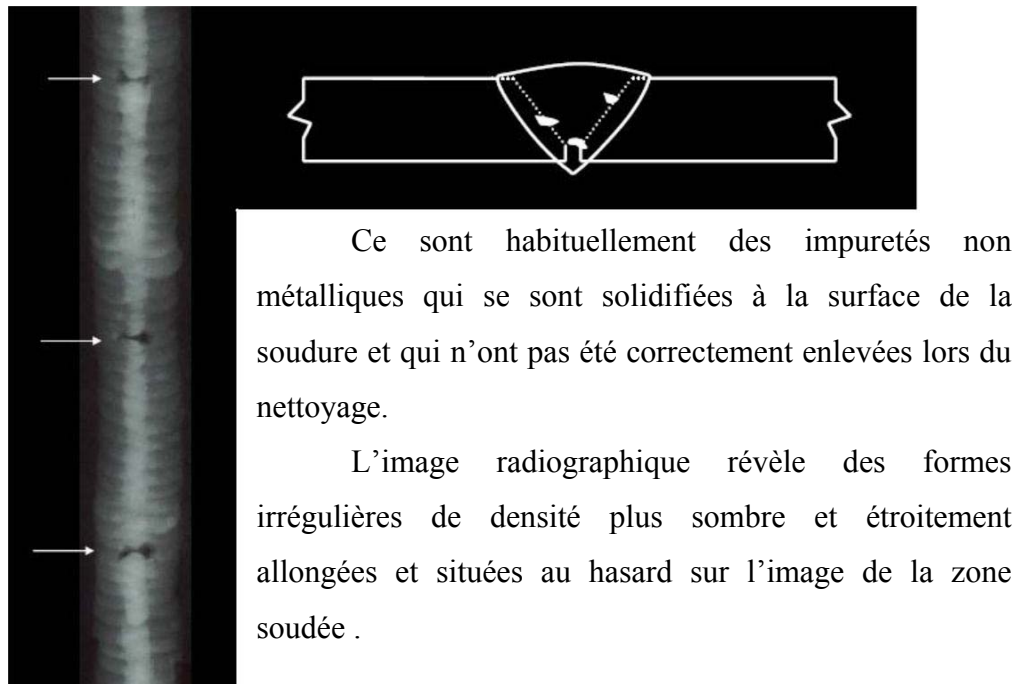 Ce sont habituellement des impuretés non
métalliques qui se sont solidifiées à la surface de la
soudure et qui n’ont pas été correctement enlevées lors du
nettoyage.
L’image radiographique révèle des formes
irrégulières de densité plus sombre et étroitement
allongées et situées au hasard sur l’image de la zone
soudée .